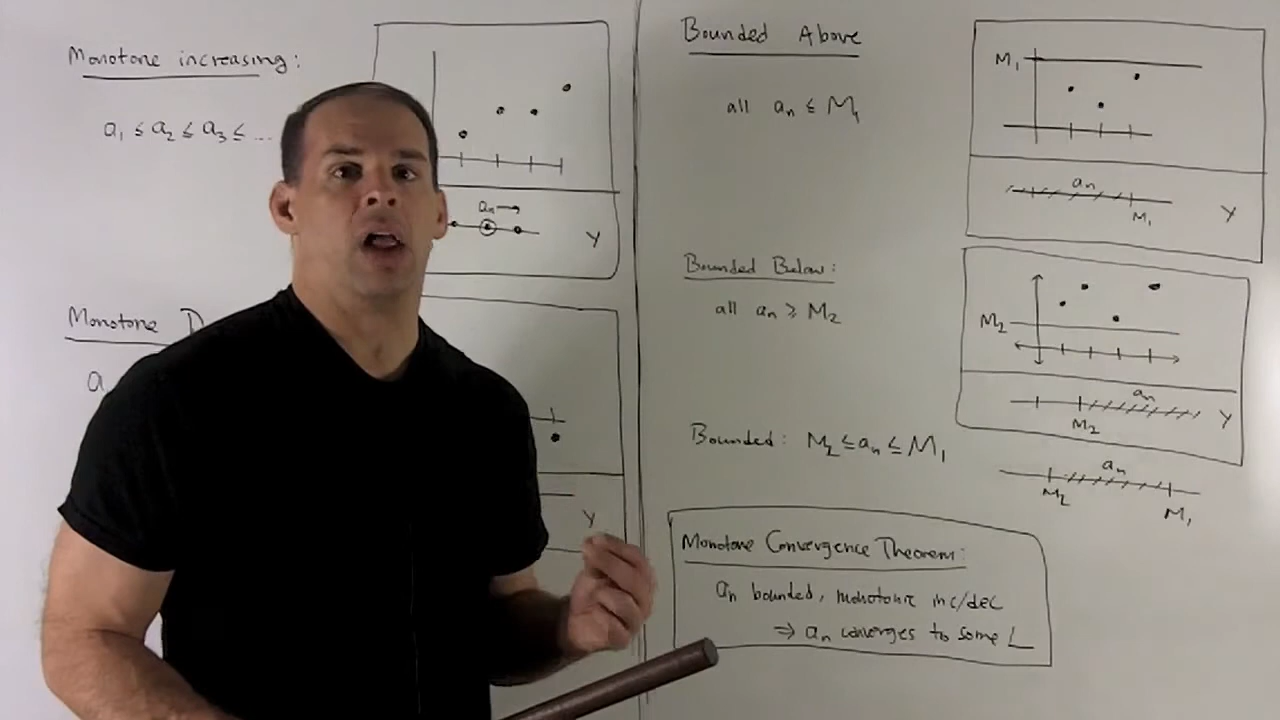 Monotone increasing:
a₁ ≤ a₂ ≤ a₃ ≤ ...
aₙ →
Y
Monotone D
a
Y
Bounded Above
all aₙ ≤ M₁
M₁
aₙ
M₁
Y
Bounded Below:
all aₙ ≥ M₂
M₂
aₙ
M₂
Y
Bounded: M₂ ≤ aₙ ≤ M₁
aₙ
M₂
M₁
Monotone Convergence Theorem:
aₙ bounded, monotone inc/dec
⇒ aₙ converges to some L